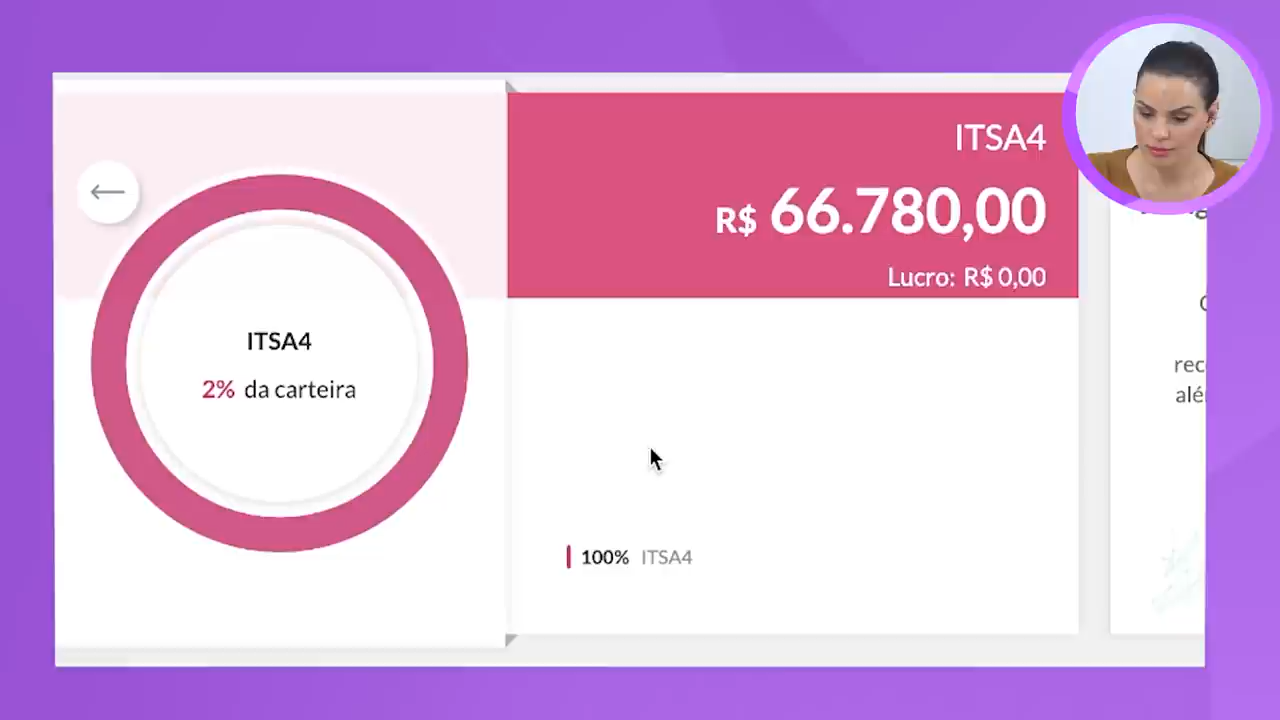 ITSA4
2% da carteira
ITSA4
R$ 66.780,00
Lucro: R$ 0,00
100% ITSA4